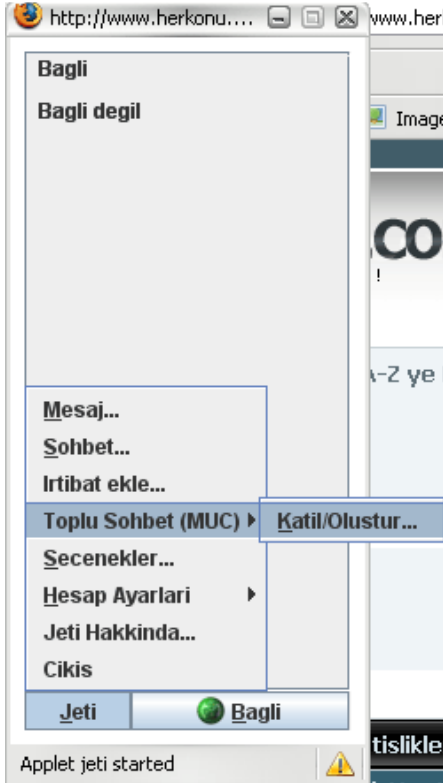 http://www.herkonu....
www.her
Bagli
Bagli degil
Image
.co
!
A-Z ye
Mesaj...
Sohbet...
Irtibat ekle...
Toplu Sohbet (MUC)
Katil/Olustur...
Secenekler...
Hesap Ayarlari
Jeti Hakkinda...
Cikis
Jeti
Bagli
tislikle
Applet jeti started